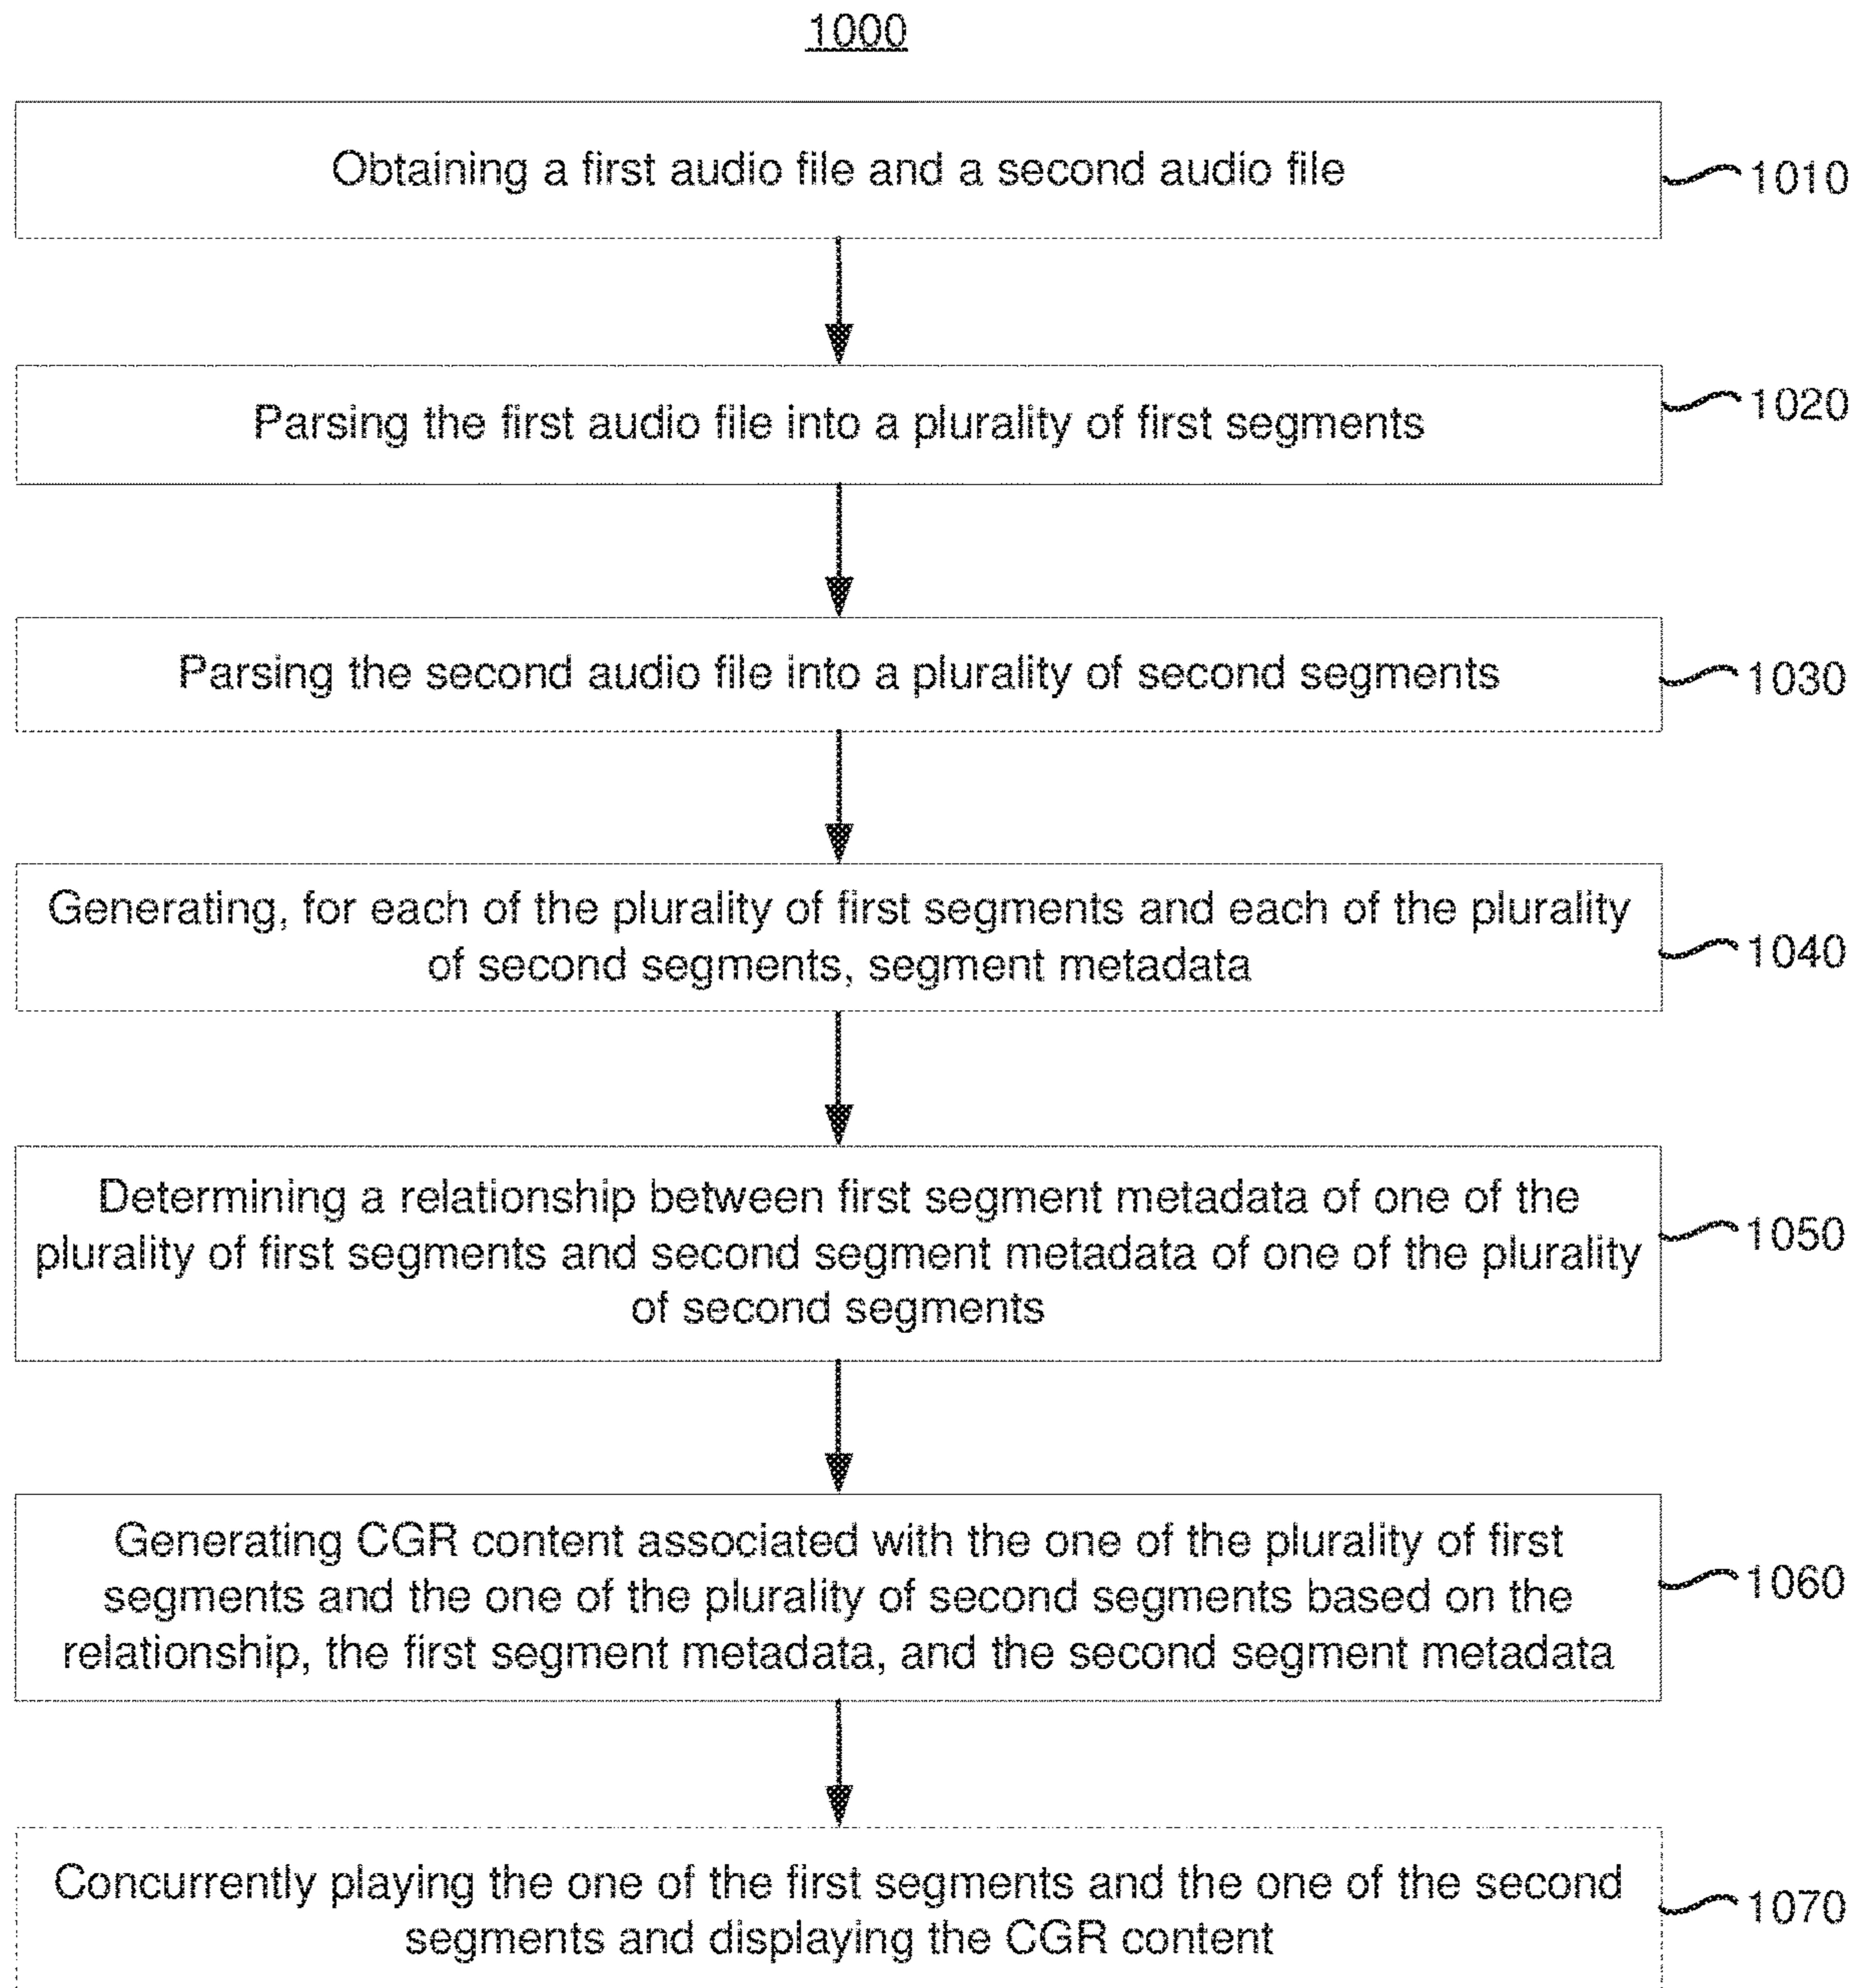 1000
Obtaining a first audio file and a second audio file
1010
Parsing the first audio file into a plurality of first segments
1020
Parsing the second audio file into a plurality of second segments
1030
Generating, for each of the plurality of first segments and each of the plurality
of second segments, segment metadata
1040
Determining a relationship between first segment metadata of one of the
plurality of first segments and second segment metadata of one of the plurality
of second segments
1050
Generating CGR content associated with the one of the plurality of first
segments and the one of the plurality of second segments based on the
relationship, the first segment metadata, and the second segment metadata
1060
Concurrently playing the one of the first segments and the one of the second
segments and displaying the CGR content
1070